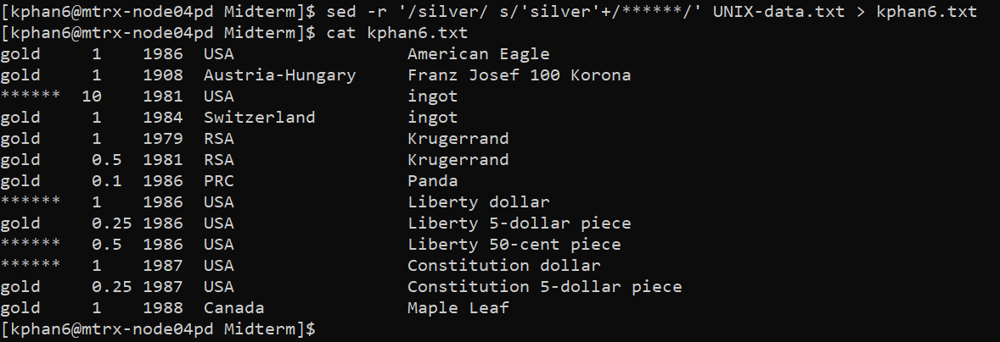 [kphan6@mtrx-node04pd Midterm]$ sed -r '/silver/ s/'silver'+/******/' UNIX-data.txt > kphan6.txt
[kphan6@mtrx-node04pd Midterm]$ cat kphan6.txt
gold     1    1986  USA                 American Eagle
gold     1    1908  Austria-Hungary     Franz Josef 100 Korona
******  10    1981  USA                 ingot
gold     1    1984  Switzerland         ingot
gold     1    1979  RSA                 Krugerrand
gold     0.5  1981  RSA                 Krugerrand
gold     0.1  1986  PRC                 Panda
******   1    1986  USA                 Liberty dollar
gold     0.25 1986  USA                 Liberty 5-dollar piece
******   0.5  1986  USA                 Liberty 50-cent piece
******   1    1987  USA                 Constitution dollar
gold     0.25 1987  USA                 Constitution 5-dollar piece
gold     1    1988  Canada              Maple Leaf
[kphan6@mtrx-node04pd Midterm]$